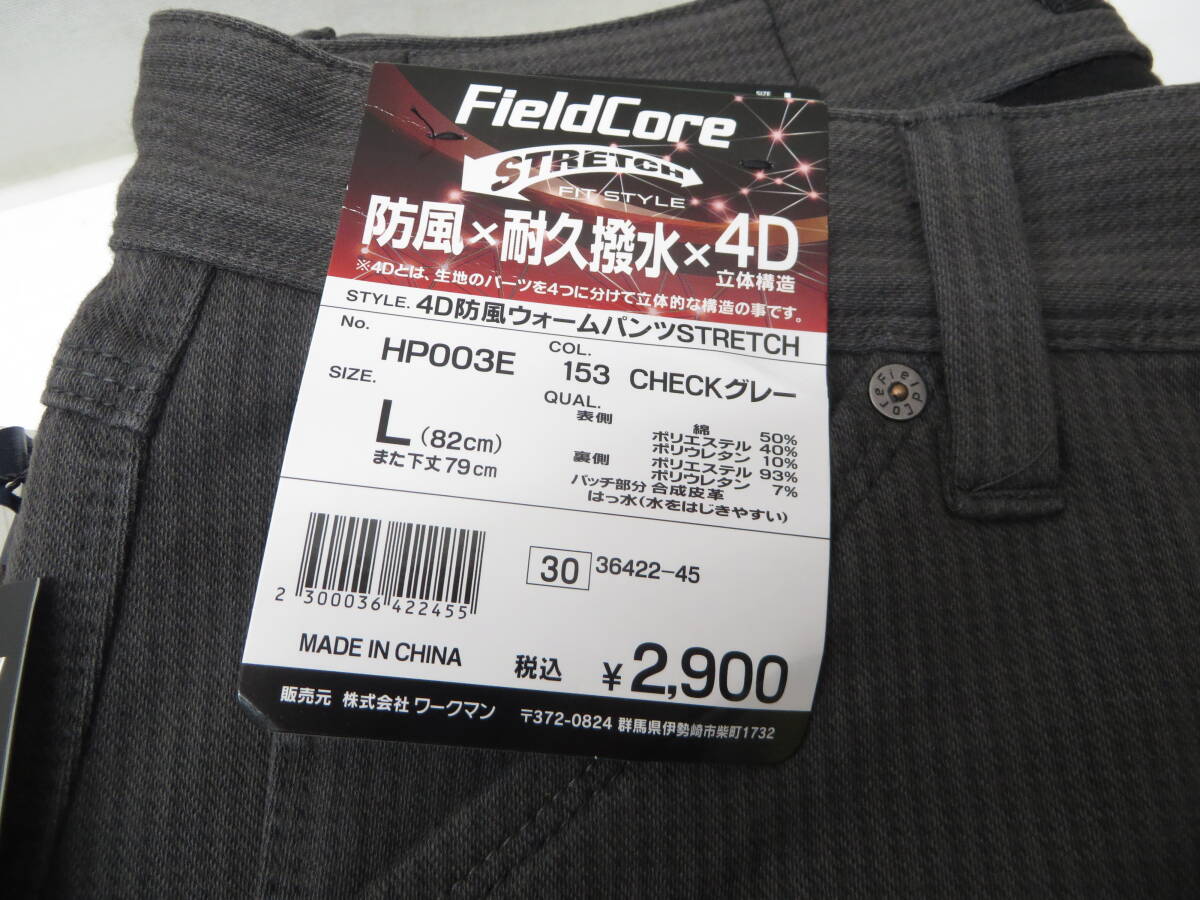 SIZE L
FieldCore
STRETCH
FIT STYLE
防風×耐久撥水×4D
立体構造
※4Dとは、生地のパーツを4つに分けて立体的な構造の事です。
STYLE. 4D防風ウォームパンツSTRETCH
No. HP003E COL. 153 CHECKグレー
SIZE. L (82cm)
また下丈79cm
QUAL.
表側 綿 50%
ポリエステル 40%
ポリウレタン 10%
裏側 ポリエステル 93%
ポリウレタン 7%
パッチ部分 合成皮革
はっ水(水をはじきやすい)
30 36422-45
2 300036 422455
MADE IN CHINA 税込 ¥2,900
販売元 株式会社 ワークマン 〒372-0824 群馬県伊勢崎市柴町1732
FieldCore